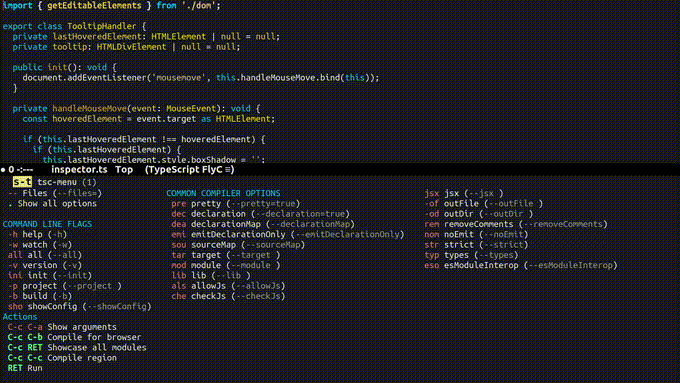 import { getEditableElements } from './dom';
export class TooltipHandler {
private lastHoveredElement: HTMLElement | null = null;
private tooltip: HTMLDivElement | null = null;
public init(): void {
document.addEventListener('mousemove', this.handleMouseMove.bind(this));
}
private handleMouseMove(event: MouseEvent): void {
const hoveredElement = event.target as HTMLElement;
if (this.lastHoveredElement !== hoveredElement) {
if (this.lastHoveredElement) {
this.lastHoveredElement.style.boxShadow = '';
● 0 -:--- inspector.ts Top (TypeScript FlyC ≡)
s-t tsc-menu (1)
-- Files (--files=)
. Show all options
COMMAND LINE FLAGS
-h help (-h)
-w watch (-w)
all all (--all)
-v version (-v)
ini init (--init)
-p project (--project )
-b build (-b)
sho showConfig (--showConfig)
COMMON COMPILER OPTIONS
pre pretty (--pretty=true)
dec declaration (--declaration=true)
dea declarationMap (--declarationMap)
emi emitDeclarationOnly (--emitDeclarationOnly)
sou sourceMap (--sourceMap)
tar target (--target )
mod module (--module )
lib lib (--lib )
als allowJs (--allowJs)
che checkJs (--checkJs)
jsx jsx (--jsx )
-of outFile (--outFile )
-od outDir (--outDir )
rem removeComments (--removeComments)
nom noEmit (--noEmit)
str strict (--strict)
typ types (--types)
eso esModuleInterop (--esModuleInterop)
Actions
C-c C-a Show arguments
C-c C-b Compile for browser
C-c RET Showcase all modules
C-c C-c Compile region
RET Run